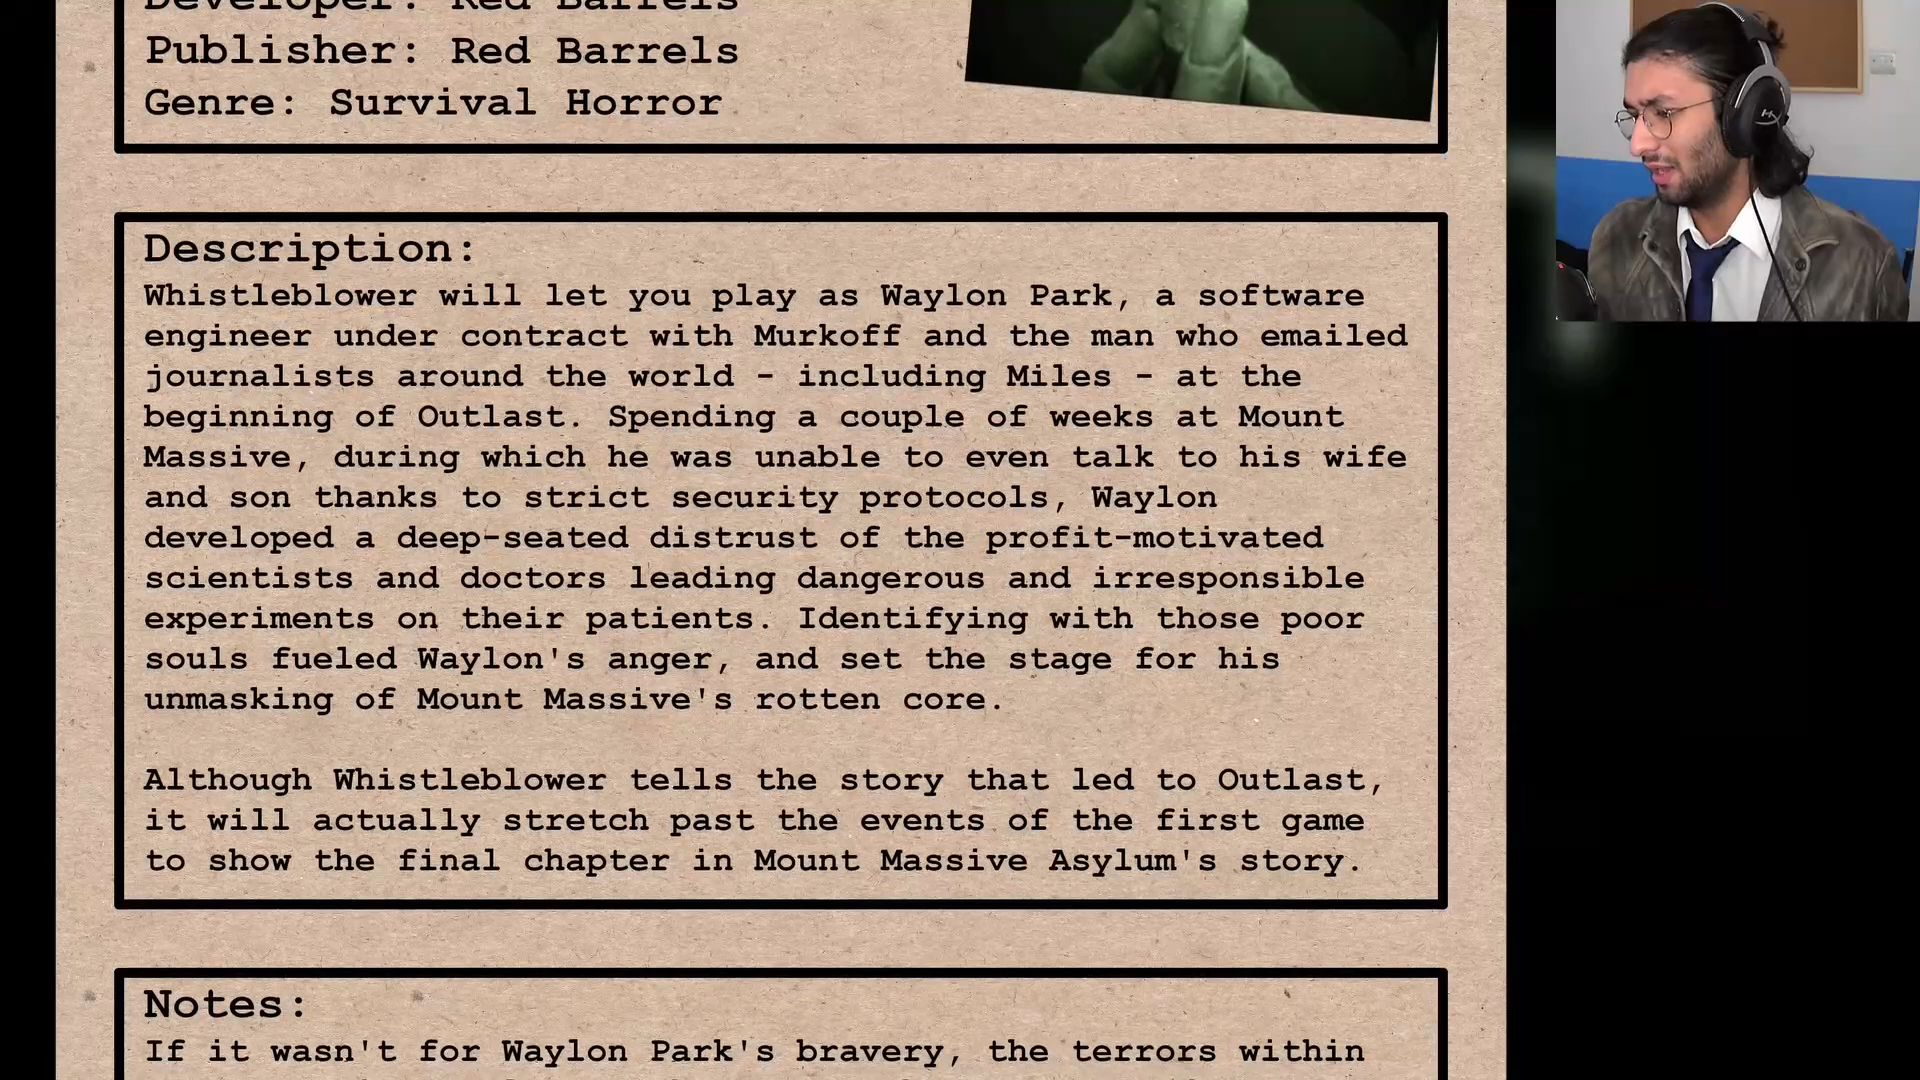 Developer: Red Barrels
Publisher: Red Barrels
Genre: Survival Horror
Description:
Whistleblower will let you play as Waylon Park, a software
engineer under contract with Murkoff and the man who emailed
journalists around the world - including Miles - at the
beginning of Outlast. Spending a couple of weeks at Mount
Massive, during which he was unable to even talk to his wife
and son thanks to strict security protocols, Waylon
developed a deep-seated distrust of the profit-motivated
scientists and doctors leading dangerous and irresponsible
experiments on their patients. Identifying with those poor
souls fueled Waylon's anger, and set the stage for his
unmasking of Mount Massive's rotten core.
Although Whistleblower tells the story that led to Outlast,
it will actually stretch past the events of the first game
to show the final chapter in Mount Massive Asylum's story.
Notes:
If it wasn't for Waylon Park's bravery, the terrors within